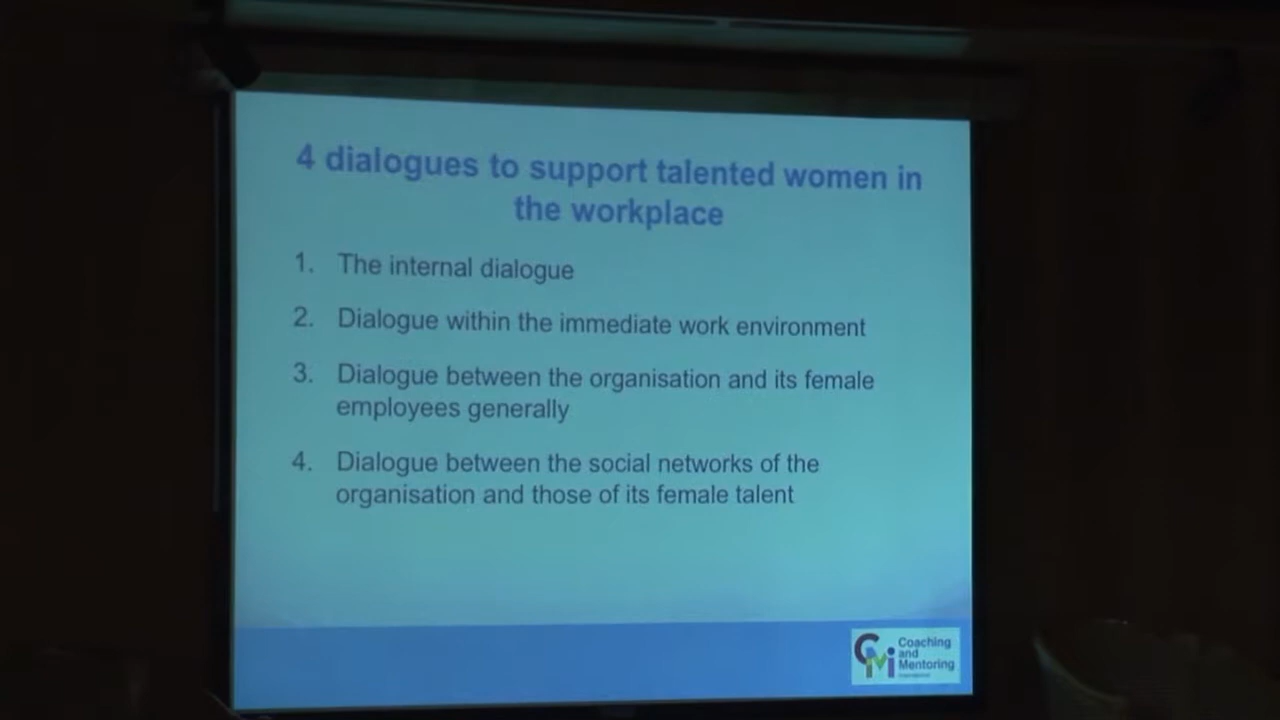 4 dialogues to support talented women in
the workplace
1. The internal dialogue
2. Dialogue within the immediate work environment
3. Dialogue between the organisation and its female
employees generally
4. Dialogue between the social networks of the
organisation and those of its female talent
CMi
Coaching
and
Mentoring
International